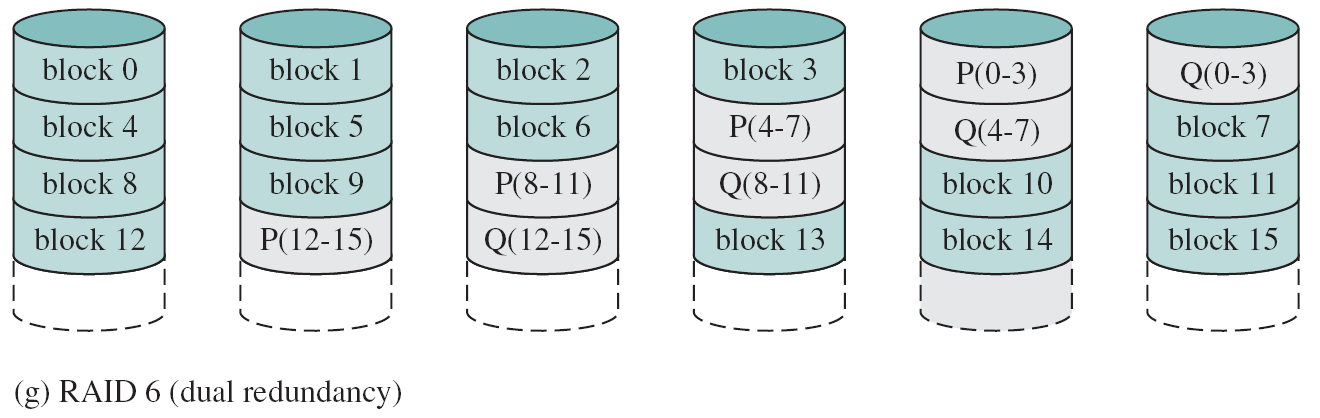 block 0 block 1 block 2 block 3 P(0-3) Q(0-3)
block 4 block 5 block 6 P(4-7) Q(4-7) block 7
block 8 block 9 P(8-11) Q(8-11) block 10 block 11
block 12 P(12-15) Q(12-15) block 13 block 14 block 15
(g) RAID 6 (dual redundancy)